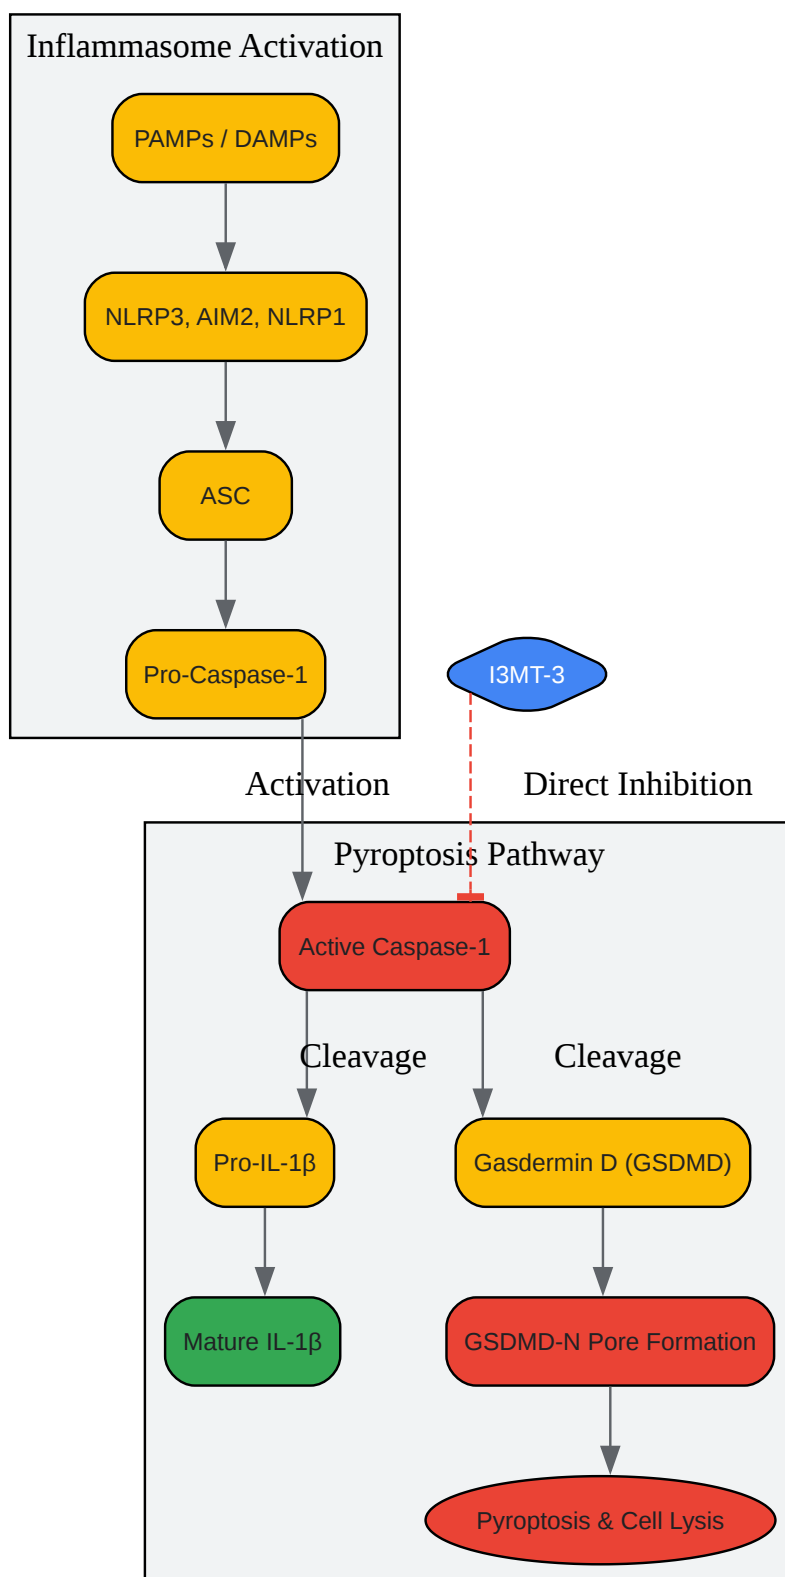 Inflammasome Activation
PAMPs / DAMPs
NLRP3, AIM2, NLRP1
ASC
Pro-Caspase-1
I3MT-3
Activation
Direct Inhibition
Pyroptosis Pathway
Active Caspase-1
Cleavage
Cleavage
Pro-IL-1β
Gasdermin D (GSDMD)
Mature IL-1β
GSDMD-N Pore Formation
Pyroptosis & Cell Lysis